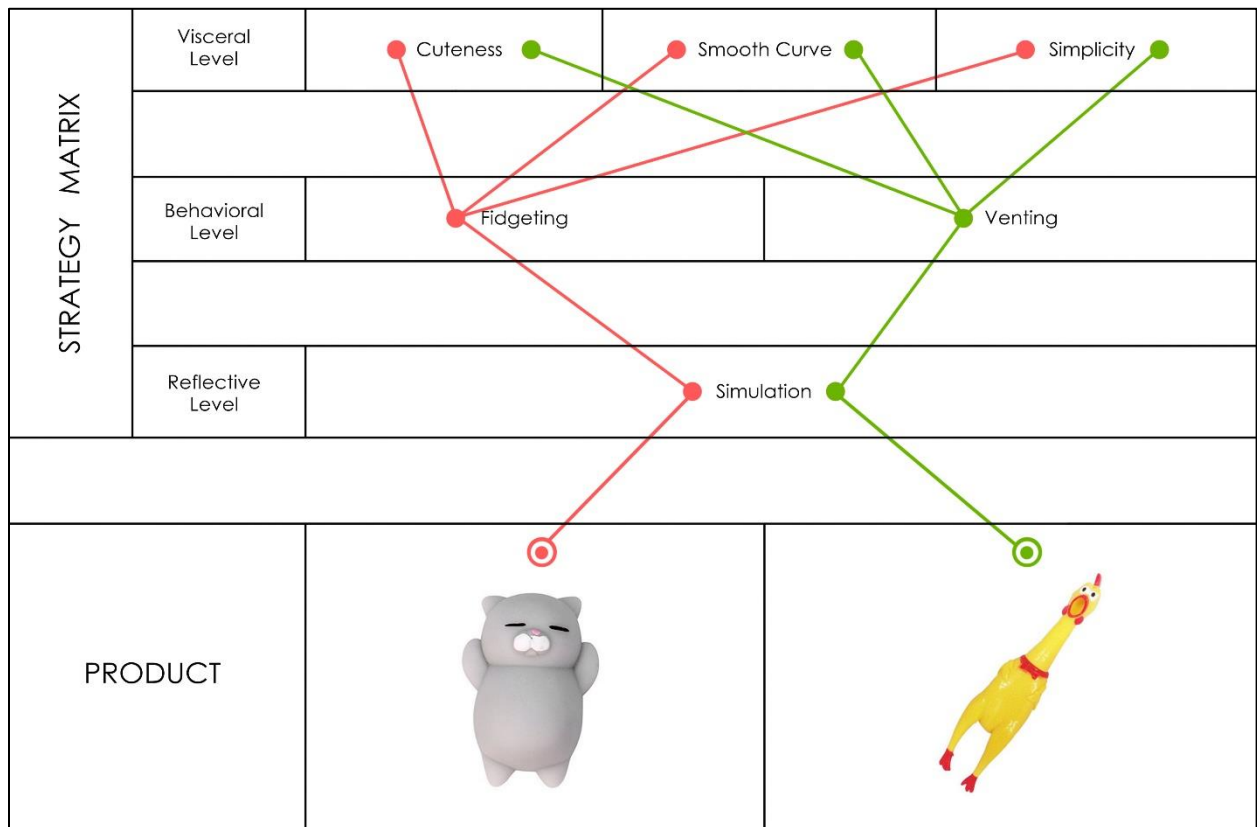 STRATEGY MATRIX
Visceral
Level
Cuteness
Smooth Curve
Simplicity
Behavioral
Level
Fidgeting
Venting
Reflective
Level
Simulation
PRODUCT